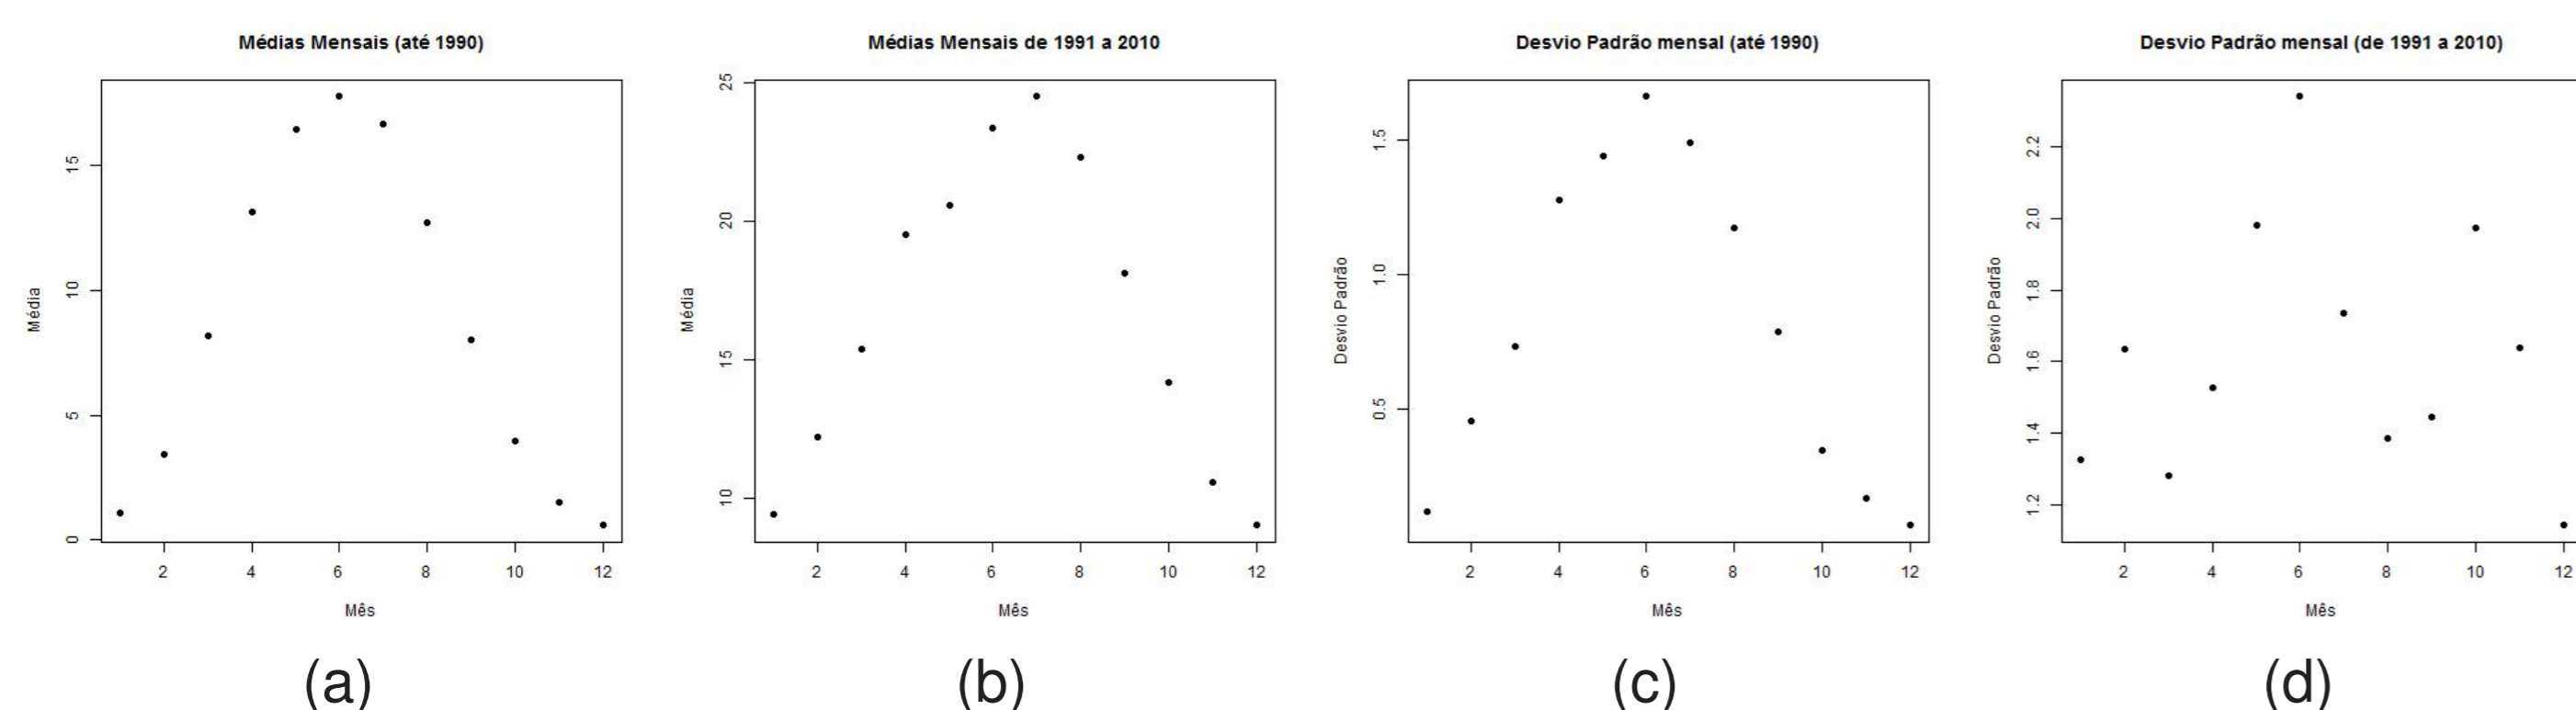 Médias Mensais (até 1990)
Média
0
5
10
15
2 4 6 8 10 12
Mês
(a)
Médias Mensais de 1991 a 2010
Média
10
15
20
25
2 4 6 8 10 12
Mês
(b)
Desvio Padrão mensal (até 1990)
Desvio Padrão
0.5
1.0
1.5
2 4 6 8 10 12
Mês
(c)
Desvio Padrão mensal (de 1991 a 2010)
Desvio Padrão
1.2
1.4
1.6
1.8
2.0
2.2
2 4 6 8 10 12
Mês
(d)